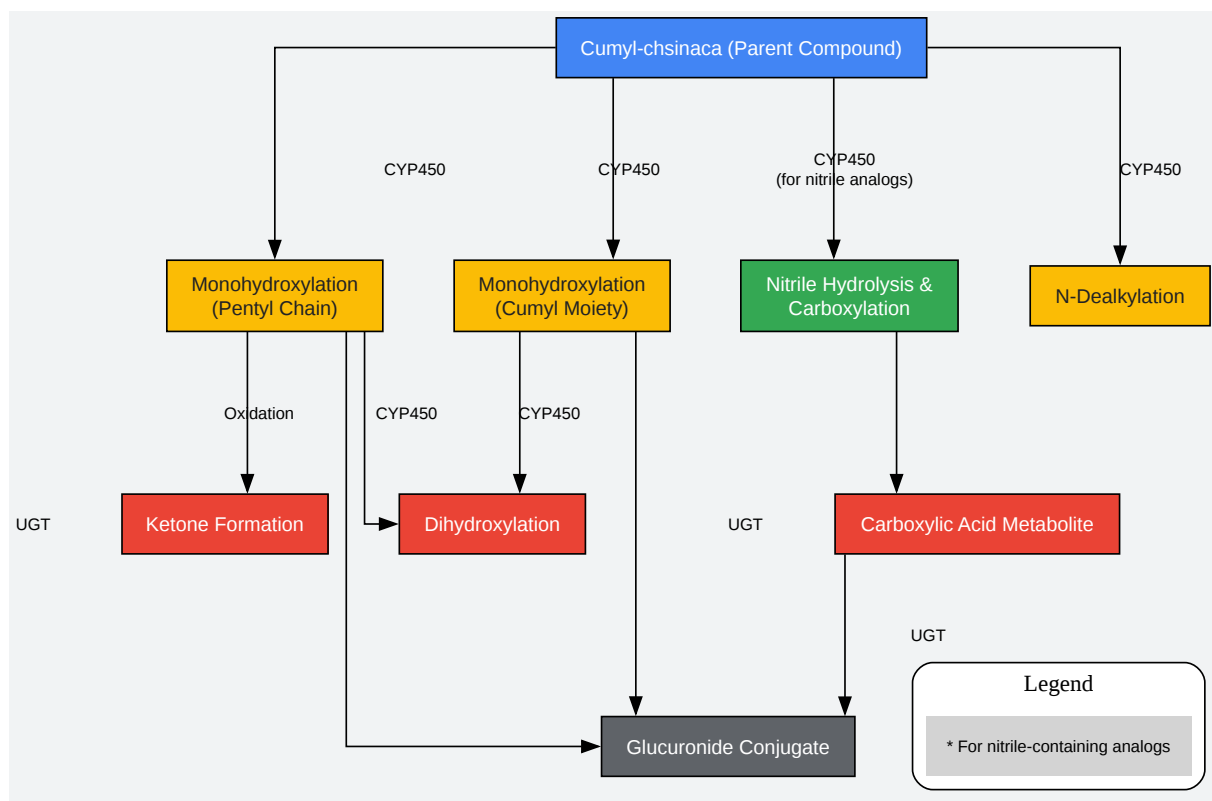 Cumyl-chsinaca (Parent Compound)
CYP450
CYP450
CYP450
(for nitrile analogs)
CYP450
Monohydroxylation
(Pentyl Chain)
Monohydroxylation
(Cumyl Moiety)
Nitrile Hydrolysis &
Carboxylation
N-Dealkylation
Oxidation
CYP450
CYP450
UGT
Ketone Formation
Dihydroxylation
UGT
Carboxylic Acid Metabolite
UGT
Legend
* For nitrile-containing analogs
Glucuronide Conjugate